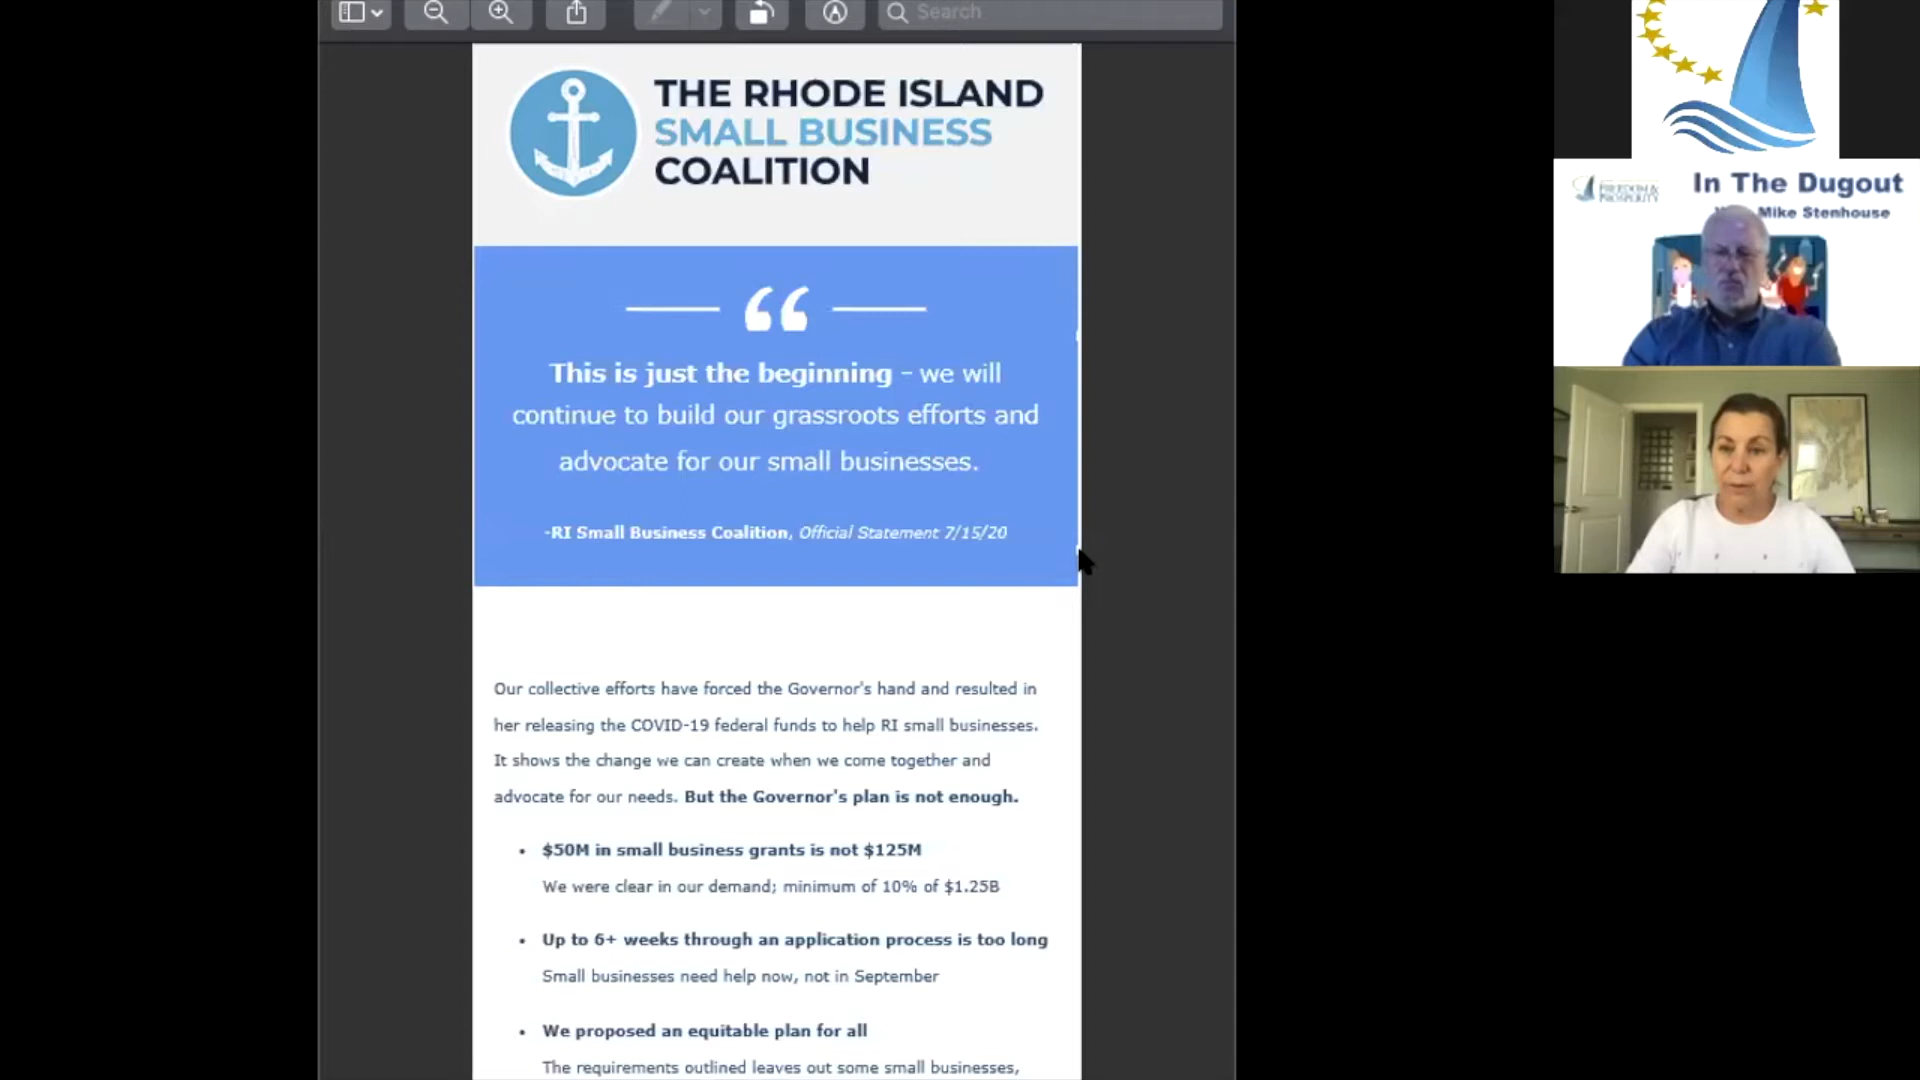 Search
THE RHODE ISLAND
SMALL BUSINESS
COALITION
“
This is just the beginning - we will
continue to build our grassroots efforts and
advocate for our small businesses.
-RI Small Business Coalition, Official Statement 7/15/20
Our collective efforts have forced the Governor's hand and resulted in
her releasing the COVID-19 federal funds to help RI small businesses.
It shows the change we can create when we come together and
advocate for our needs. But the Governor's plan is not enough.
• $50M in small business grants is not $125M
We were clear in our demand; minimum of 10% of $1.25B
• Up to 6+ weeks through an application process is too long
Small businesses need help now, not in September
• We proposed an equitable plan for all
The requirements outlined leaves out some small businesses,
FREEDOM &
PROSPERITY
In The Dugout
Mike Stenhouse